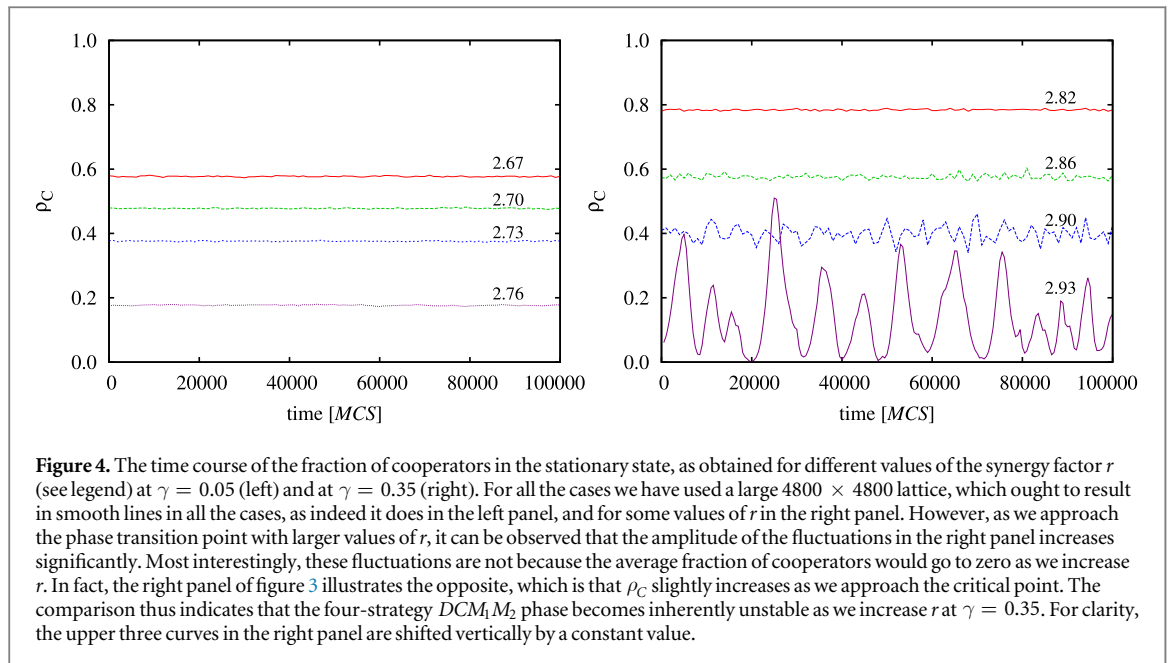 1.0
0.8
0.6
0.4
0.2
0.0
ρC
2.67
2.70
2.73
2.76
0 20000 40000 60000 80000 100000
time [MCS]
1.0
0.8
0.6
0.4
0.2
0.0
ρC
2.82
2.86
2.90
2.93
0 20000 40000 60000 80000 100000
time [MCS]
Figure 4. The time course of the fraction of cooperators in the stationary state, as obtained for different values of the synergy factor r
(see legend) at γ = 0.05 (left) and at γ = 0.35 (right). For all the cases we have used a large 4800 × 4800 lattice, which ought to result
in smooth lines in all the cases, as indeed it does in the left panel, and for some values of r in the right panel. However, as we approach
the phase transition point with larger values of r, it can be observed that the amplitude of the fluctuations in the right panel increases
significantly. Most interestingly, these fluctuations are not because the average fraction of cooperators would go to zero as we increase
r. In fact, the right panel of figure 3 illustrates the opposite, which is that ρC slightly increases as we approach the critical point. The
comparison thus indicates that the four-strategy DCM1M2 phase becomes inherently unstable as we increase r at γ = 0.35. For clarity,
the upper three curves in the right panel are shifted vertically by a constant value.